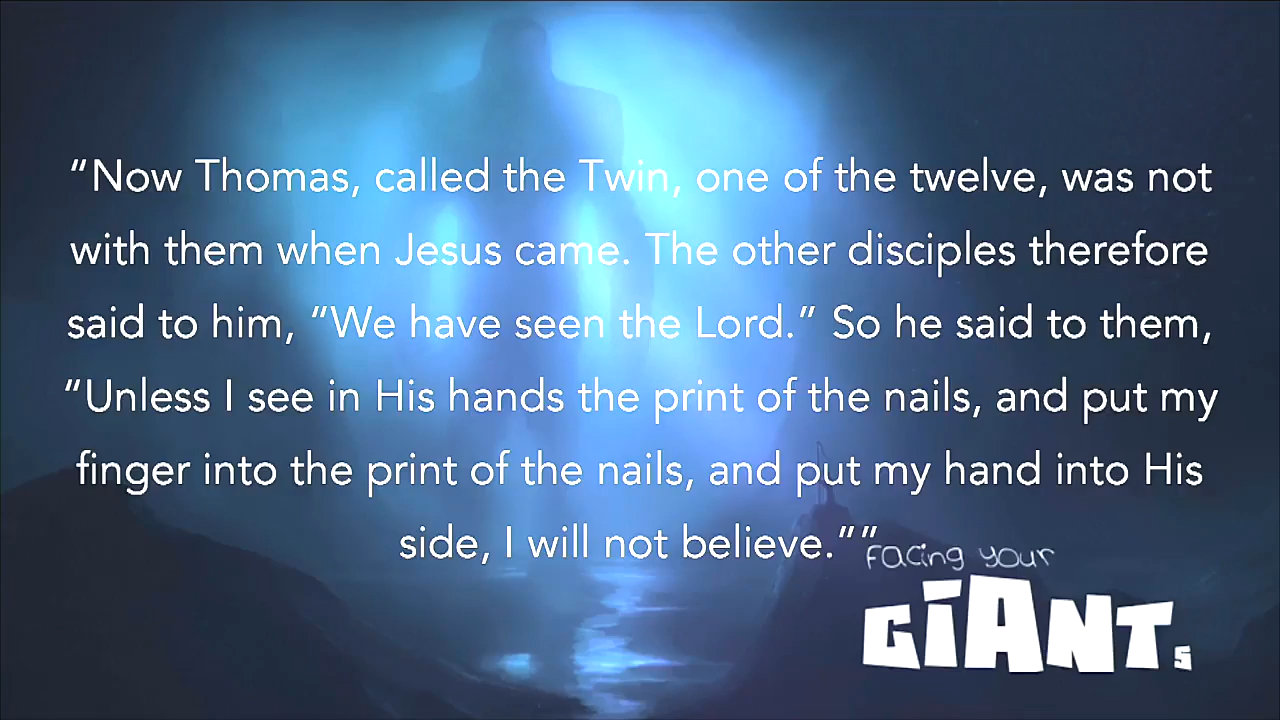 “Now Thomas, called the Twin, one of the twelve, was not
with them when Jesus came. The other disciples therefore
said to him, “We have seen the Lord.” So he said to them,
“Unless I see in His hands the print of the nails, and put my
finger into the print of the nails, and put my hand into His
side, I will not believe.””
Facing your
GiANTs